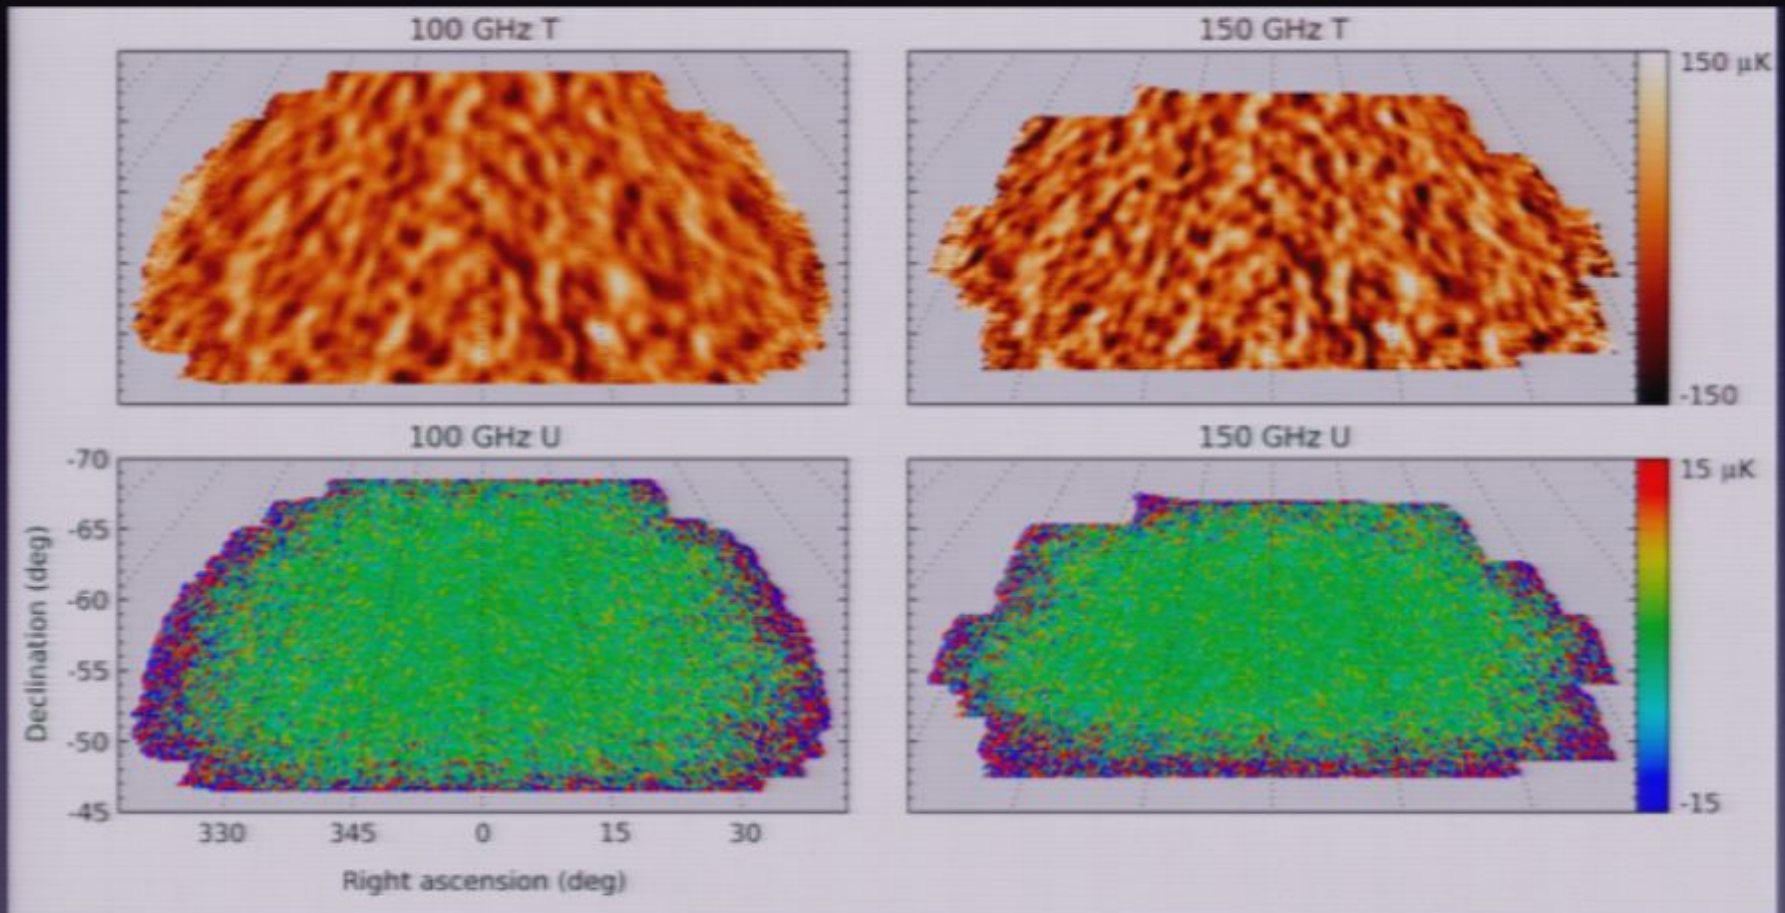 100 GHz T
150 GHz T
150 µK
-150
100 GHz U
150 GHz U
-70
-65
-60
-55
-50
-45
15 µK
-15
Declination (deg)
330
345
0
15
30
Right ascension (deg)